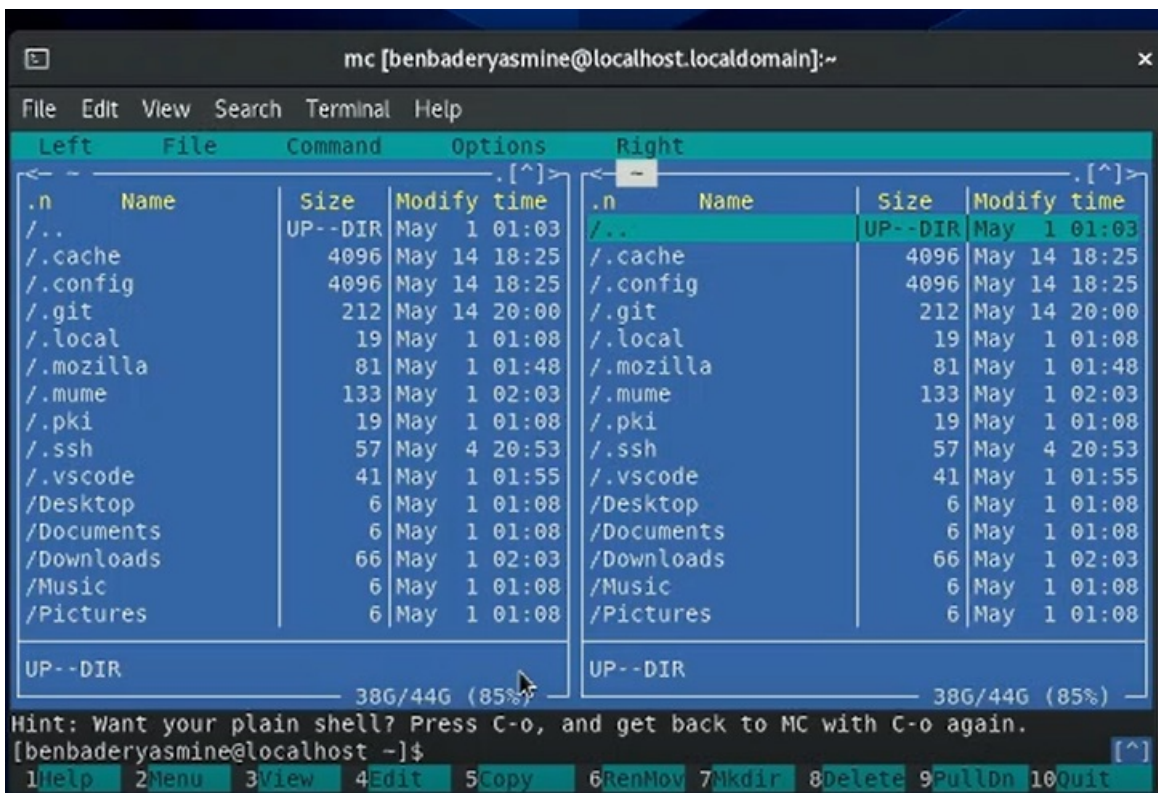 mc [benbaderyasmine@localhost.localdomain]:~ ×
File Edit View Search Terminal Help
Left File Command Options Right
<- ~ .[^]> <- ~ .[^]>
.n Name Size Modify time .n Name Size Modify time
/.. UP--DIR May 1 01:03 /.. UP--DIR May 1 01:03
/.cache 4096 May 14 18:25 /.cache 4096 May 14 18:25
/.config 4096 May 14 18:25 /.config 4096 May 14 18:25
/.git 212 May 14 20:00 /.git 212 May 14 20:00
/.local 19 May 1 01:08 /.local 19 May 1 01:08
/.mozilla 81 May 1 01:48 /.mozilla 81 May 1 01:48
/.mume 133 May 1 02:03 /.mume 133 May 1 02:03
/.pki 19 May 1 01:08 /.pki 19 May 1 01:08
/.ssh 57 May 4 20:53 /.ssh 57 May 4 20:53
/.vscode 41 May 1 01:55 /.vscode 41 May 1 01:55
/Desktop 6 May 1 01:08 /Desktop 6 May 1 01:08
/Documents 6 May 1 01:08 /Documents 6 May 1 01:08
/Downloads 66 May 1 02:03 /Downloads 66 May 1 02:03
/Music 6 May 1 01:08 /Music 6 May 1 01:08
/Pictures 6 May 1 01:08 /Pictures 6 May 1 01:08
UP--DIR UP--DIR
38G/44G (85%) 38G/44G (85%)
Hint: Want your plain shell? Press C-o, and get back to MC with C-o again.
[benbaderyasmine@localhost ~]$ [^]
1Help 2Menu 3View 4Edit 5Copy 6RenMov 7Mkdir 8Delete 9PullDn 10Quit